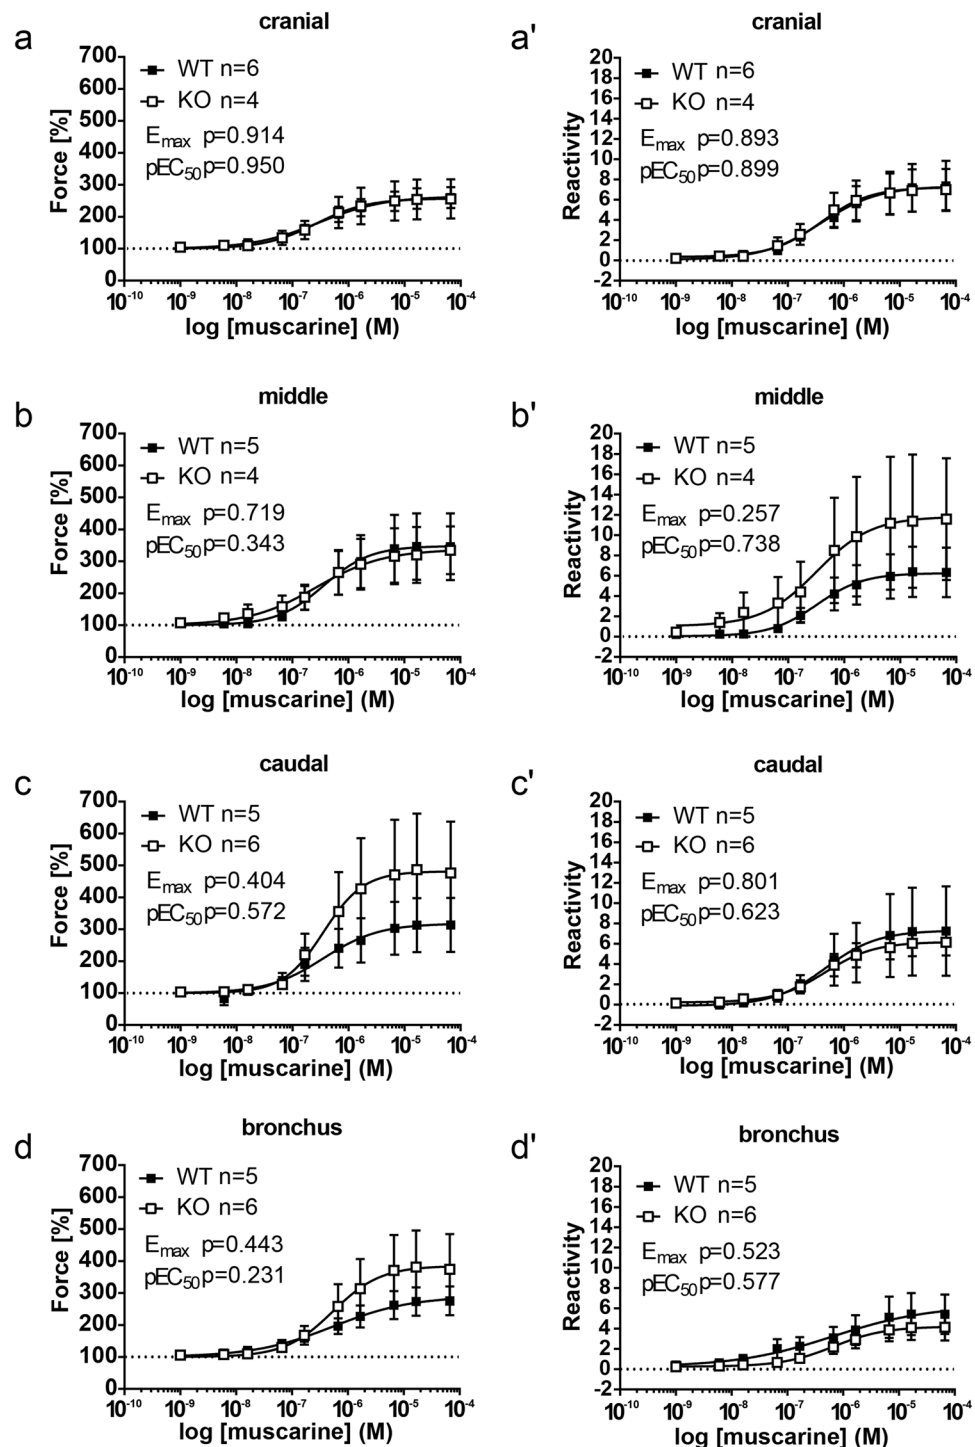 a
cranial
Force [%]
700
600
500
400
300
200
100
0
WT n=6
KO n=4
Emax p=0.914
pEC50 p=0.950
10-10 10-9 10-8 10-7 10-6 10-5 10-4
log [muscarine] (M)
a'
cranial
Reactivity
20
18
16
14
12
10
8
6
4
2
0
-2
WT n=6
KO n=4
Emax p=0.893
pEC50 p=0.899
10-10 10-9 10-8 10-7 10-6 10-5 10-4
log [muscarine] (M)
b
middle
Force [%]
700
600
500
400
300
200
100
0
WT n=5
KO n=4
Emax p=0.719
pEC50 p=0.343
10-10 10-9 10-8 10-7 10-6 10-5 10-4
log [muscarine] (M)
b'
middle
Reactivity
20
18
16
14
12
10
8
6
4
2
0
-2
WT n=5
KO n=4
Emax p=0.257
pEC50 p=0.738
10-10 10-9 10-8 10-7 10-6 10-5 10-4
log [muscarine] (M)
c
caudal
Force [%]
700
600
500
400
300
200
100
0
WT n=5
KO n=6
Emax p=0.404
pEC50 p=0.572
10-10 10-9 10-8 10-7 10-6 10-5 10-4
log [muscarine] (M)
c'
caudal
Reactivity
20
18
16
14
12
10
8
6
4
2
0
-2
WT n=5
KO n=6
Emax p=0.801
pEC50 p=0.623
10-10 10-9 10-8 10-7 10-6 10-5 10-4
log [muscarine] (M)
d
bronchus
Force [%]
700
600
500
400
300
200
100
0
WT n=5
KO n=6
Emax p=0.443
pEC50 p=0.231
10-10 10-9 10-8 10-7 10-6 10-5 10-4
log [muscarine] (M)
d'
bronchus
Reactivity
20
18
16
14
12
10
8
6
4
2
0
-2
WT n=5
KO n=6
Emax p=0.523
pEC50 p=0.577
10-10 10-9 10-8 10-7 10-6 10-5 10-4
log [muscarine] (M)